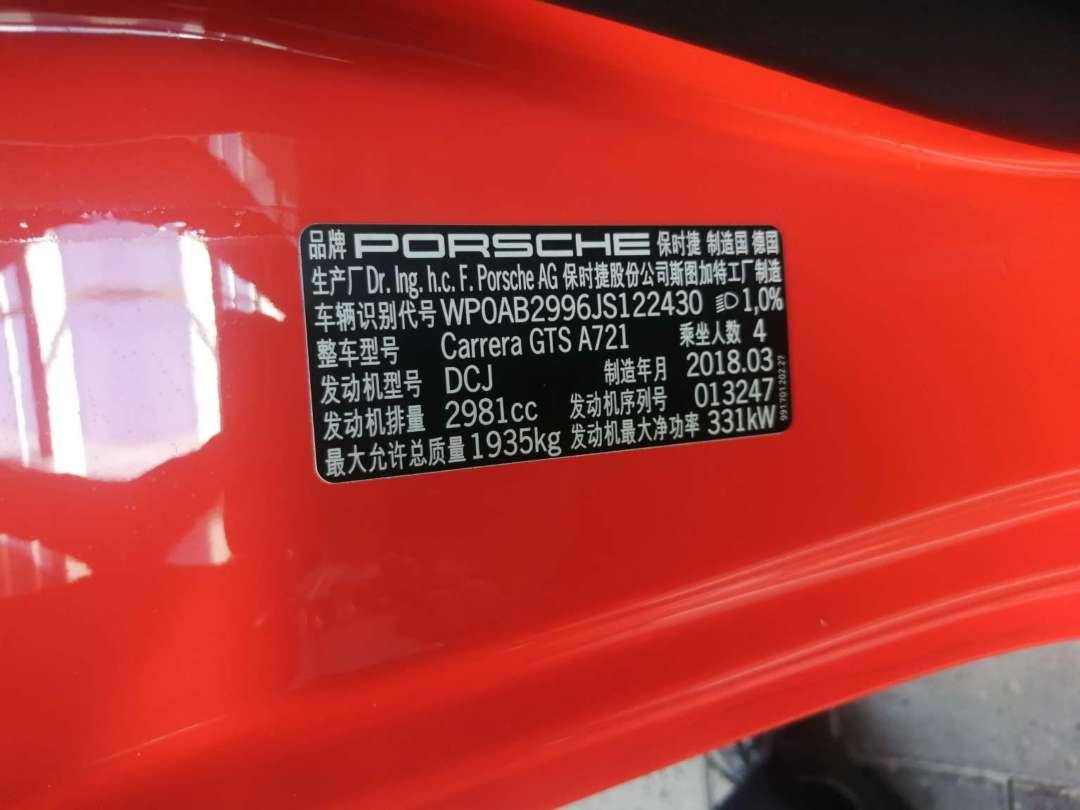 品牌 PORSCHE 保时捷 制造国 德国
生产厂 Dr. Ing. h.c. F. Porsche AG 保时捷股份公司斯图加特工厂制造
车辆识别代号 WP0AB2996JS122430 1,0%
整车型号 Carrera GTS A721 乘坐人数 4
发动机型号 DCJ 制造年月 2018.03
发动机排量 2981cc 发动机序列号 013247
最大允许总质量 1935kg 发动机最大净功率 331kW
991701202 27